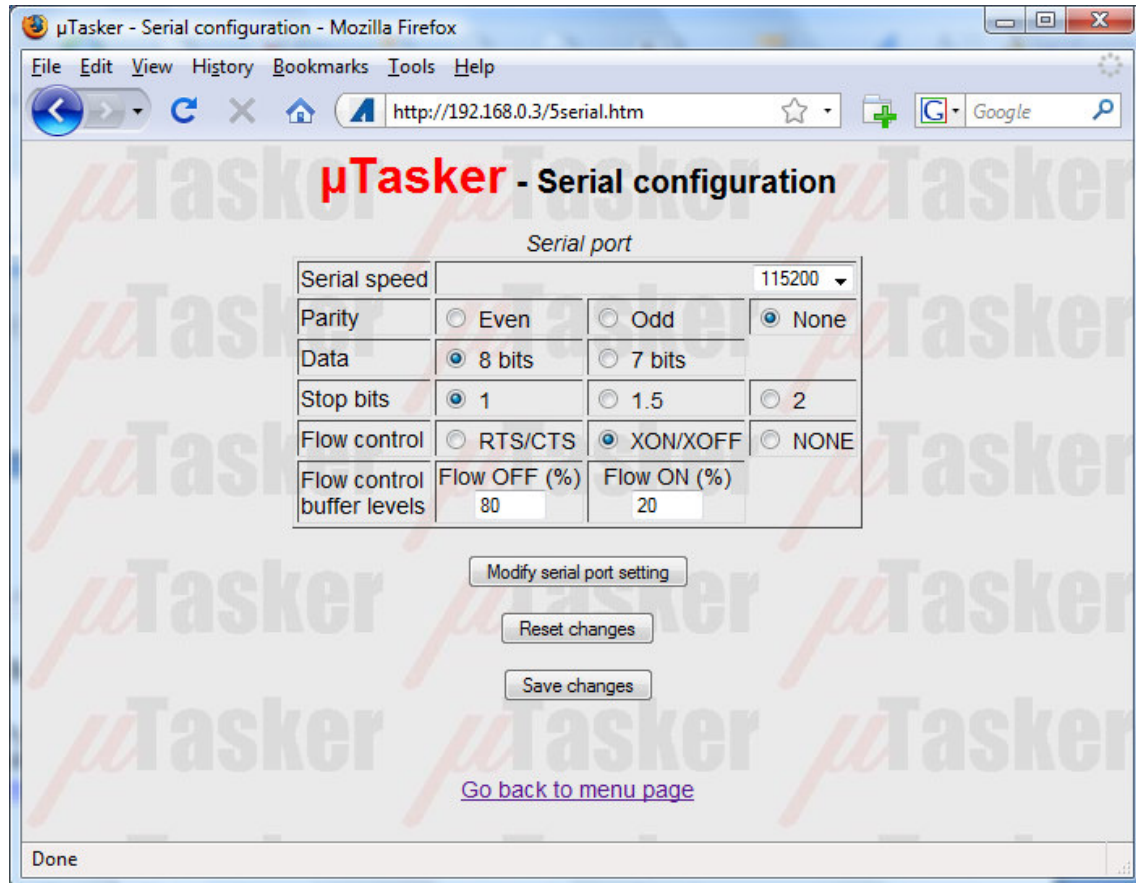 µTasker - Serial configuration - Mozilla Firefox
File Edit View History Bookmarks Tools Help
http://192.168.0.3/5serial.htm
G Google
µTasker - Serial configuration
Serial port
Serial speed 115200
Parity Even Odd None
Data 8 bits 7 bits
Stop bits 1 1.5 2
Flow control RTS/CTS XON/XOFF NONE
Flow control buffer levels Flow OFF (%) Flow ON (%)
80 20
Modify serial port setting
Reset changes
Save changes
Go back to menu page
Done